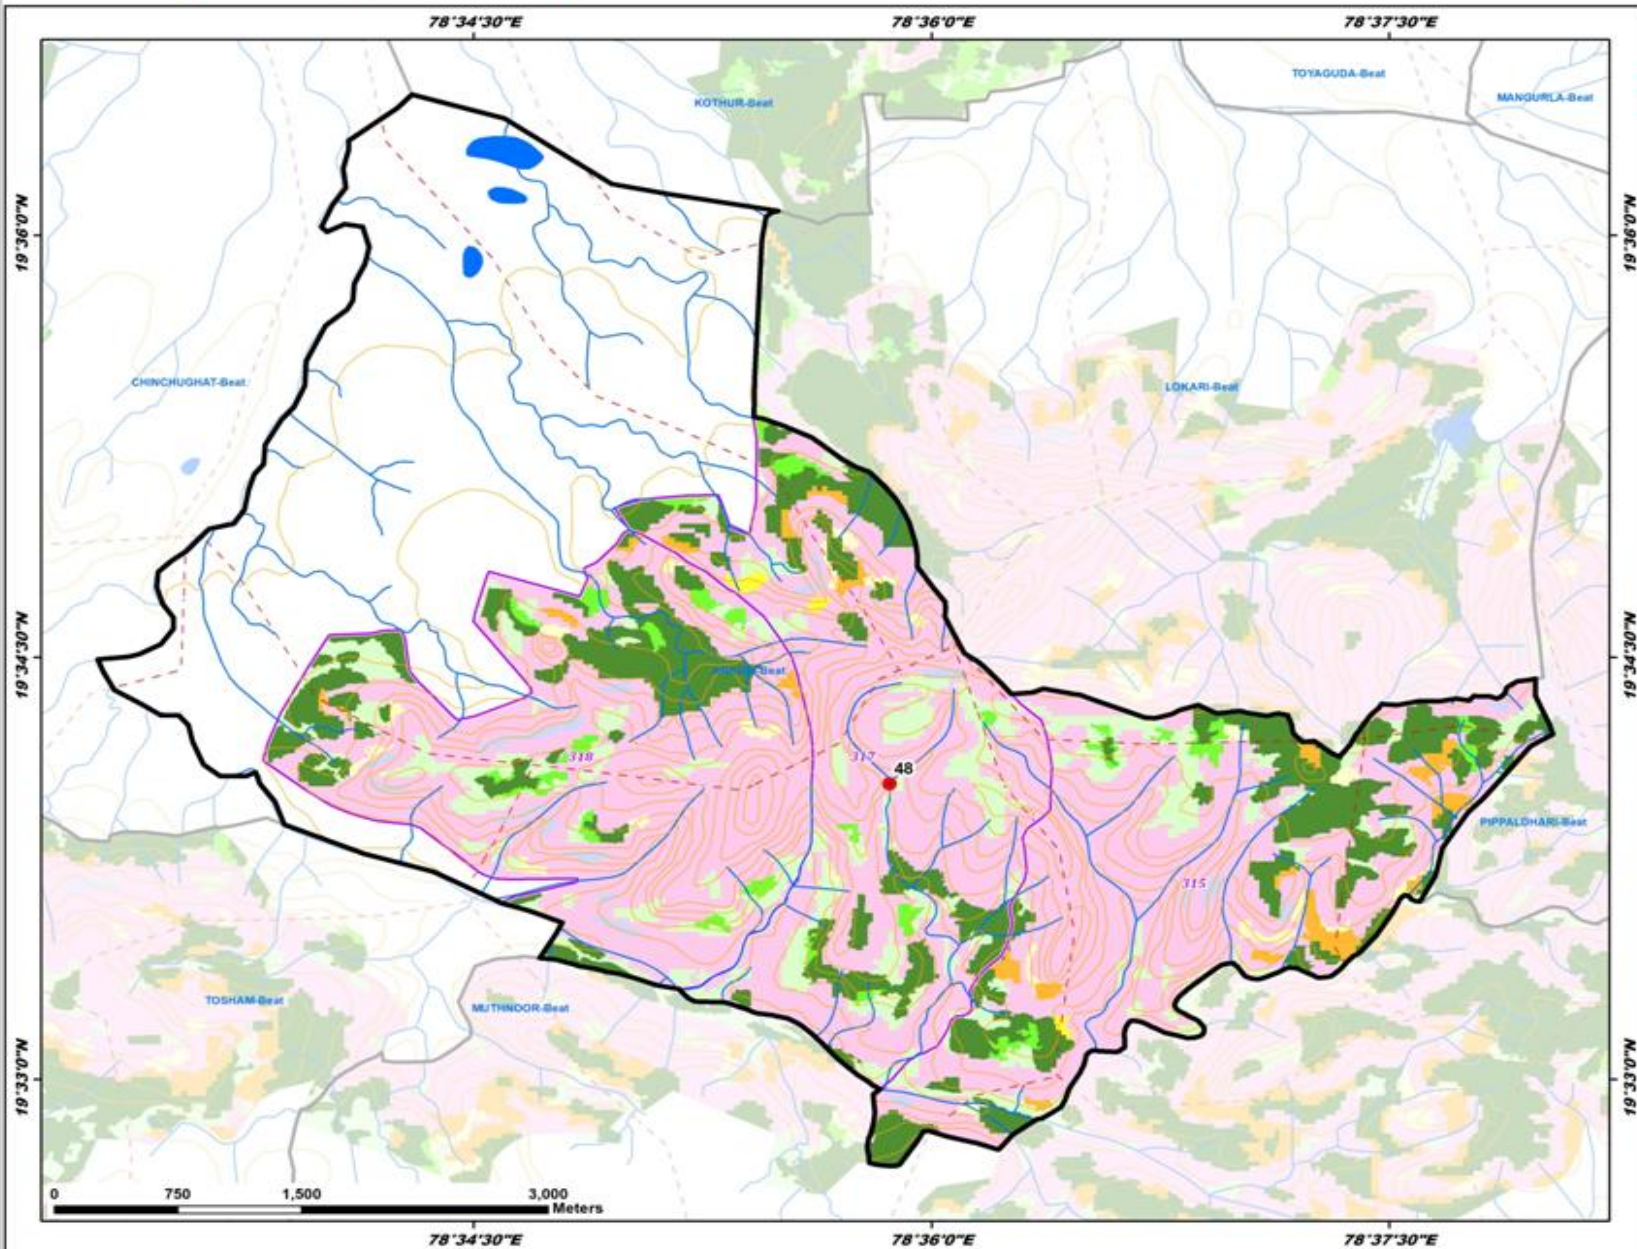 78°34'30"E 78°36'0"E 78°37'30"E
TOYAGUDA-Beat
MANGURLA-Beat
KOTHUR-Beat
19°36'0"N 19°36'0"N
CHINCHUGHAT-Beat
LOKARI-Beat
19°34'30"N 19°34'30"N
-Beat
318
317
48
PIPPALDHARI-Beat
315
TOSHAM-Beat
MUTHNOOR-Beat
19°33'0"N 19°33'0"N
0 750 1,500 3,000
Meters
78°34'30"E 78°36'0"E 78°37'30"E